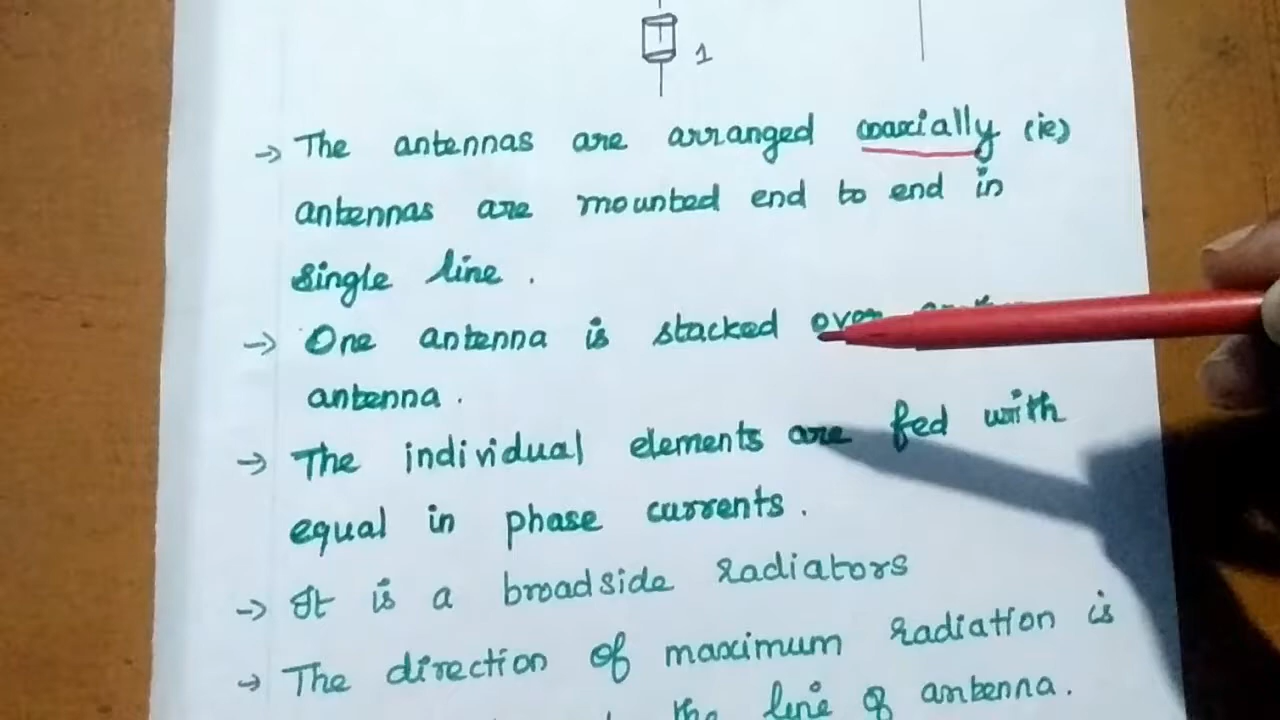 1
→ The antennas are arranged coaxially (ie)
antennas are mounted end to end in
single line.
→ One antenna is stacked over
antenna.
→ The individual elements are fed with
equal in phase currents.
→ It is a broadside radiators
→ The direction of maximum radiation is
the line of antenna.